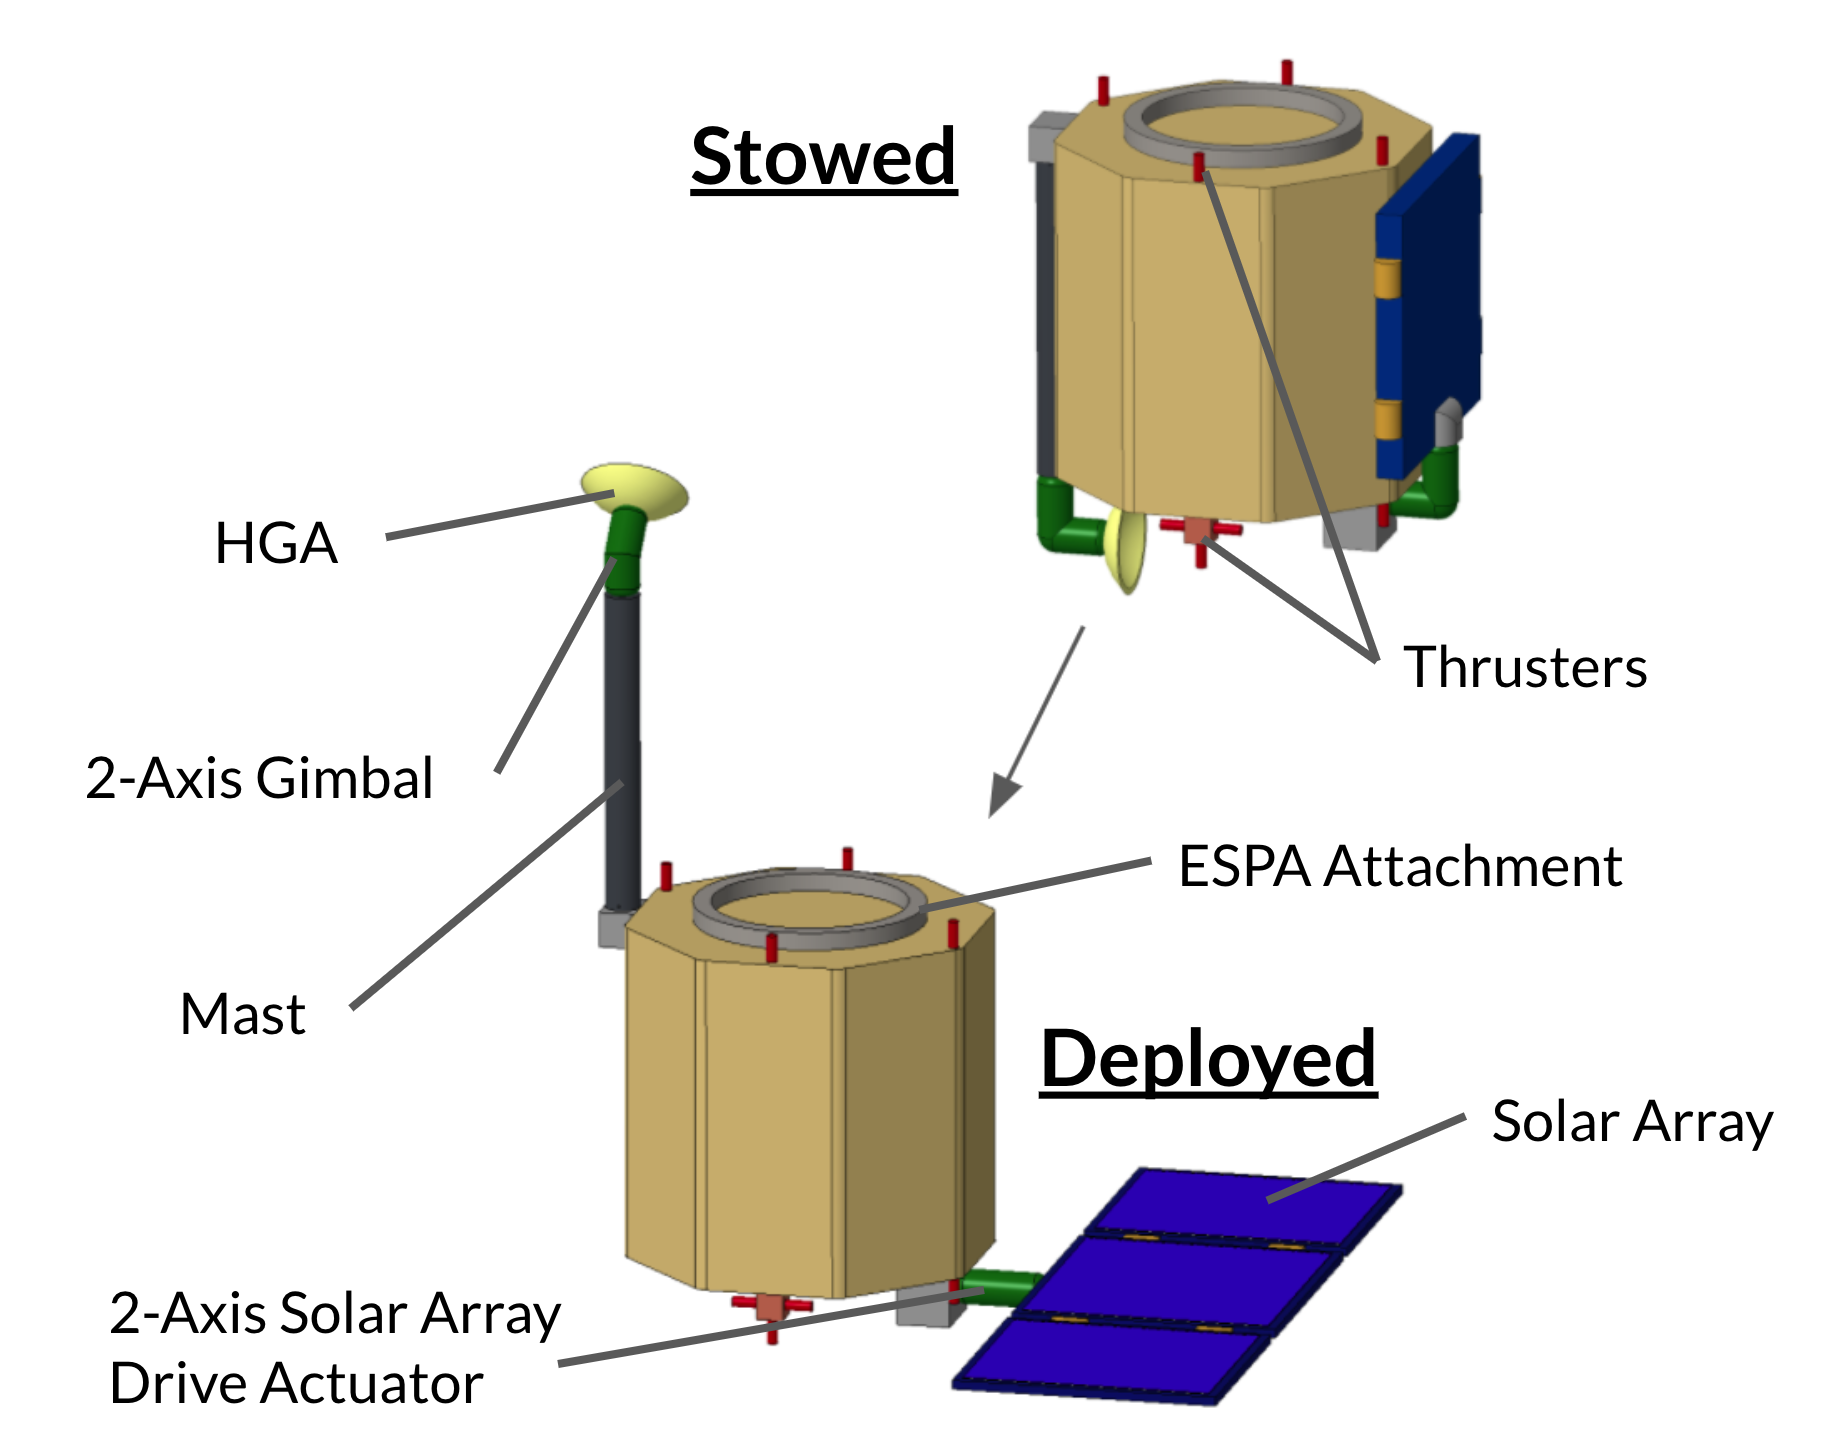 Stowed
HGA
Thrusters
2-Axis Gimbal
ESPA Attachment
Mast
Deployed
Solar Array
2-Axis Solar Array
Drive Actuator